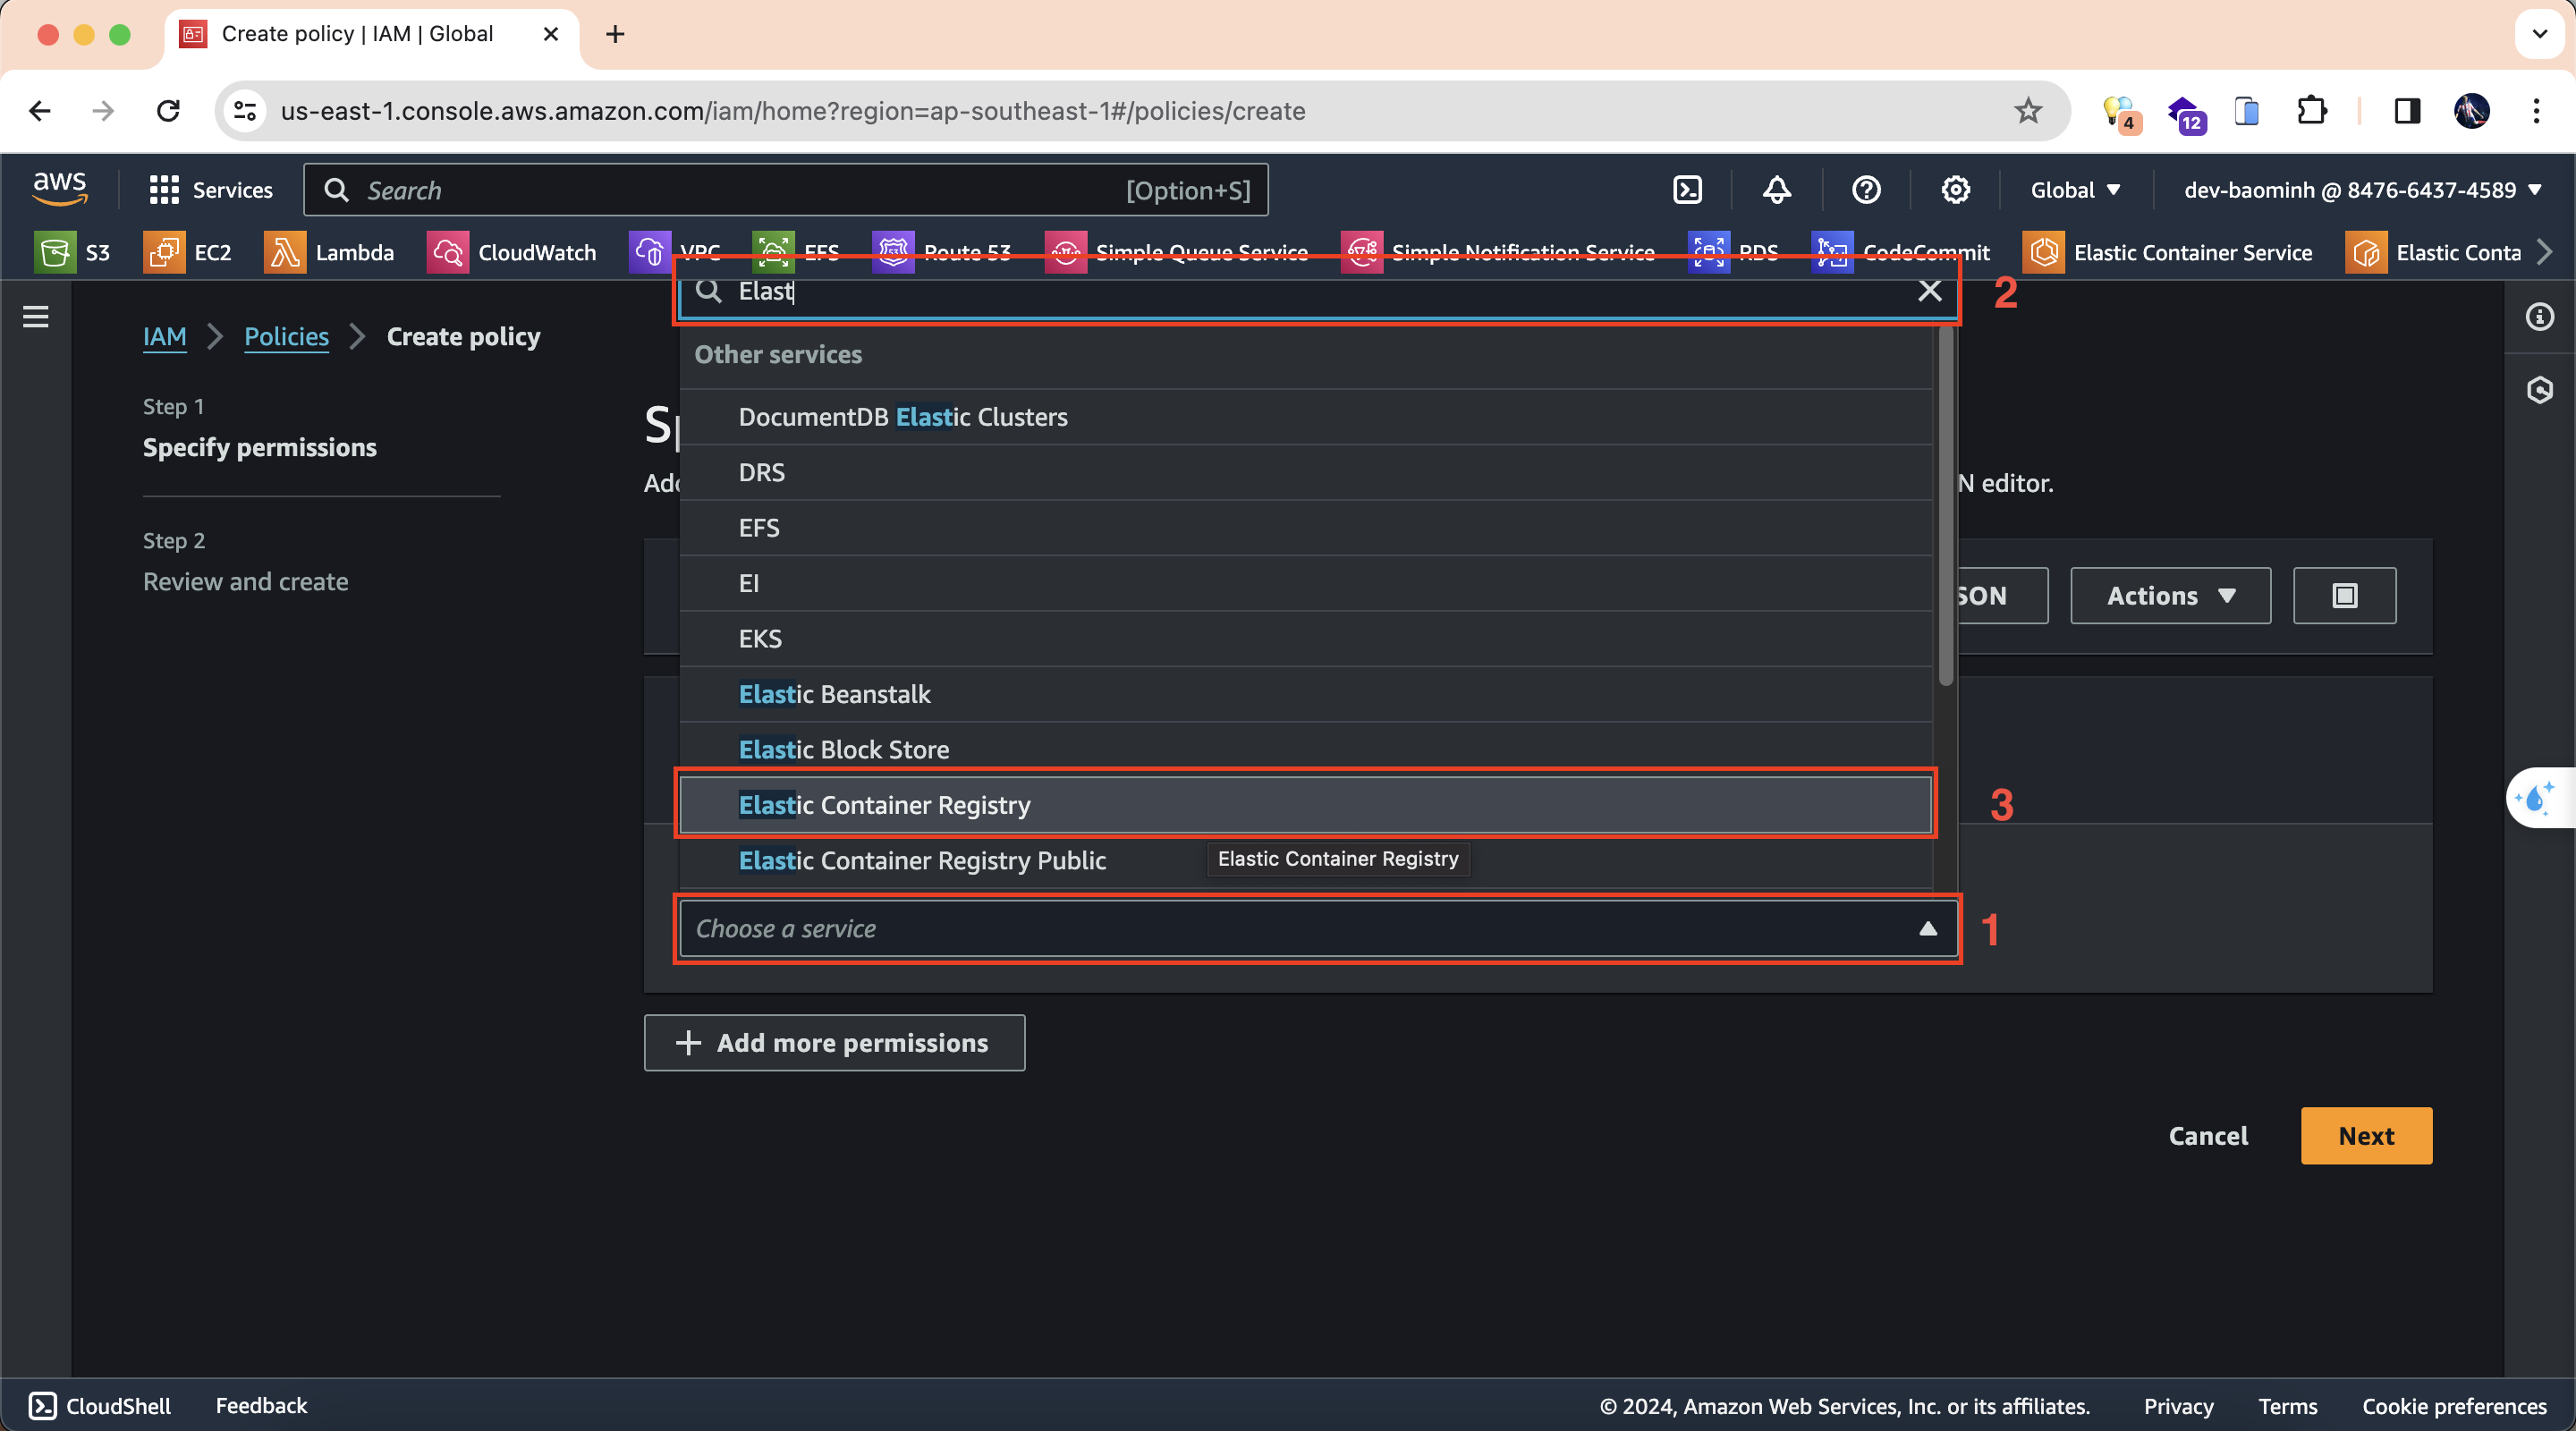 Create policy | IAM | Global
us-east-1.console.aws.amazon.com/iam/home?region=ap-southeast-1#/policies/create
4
12
aws
Services
Search
[Option+S]
Global
dev-baominh @ 8476-6437-4589
S3
EC2
Lambda
CloudWatch
VPC
EFS
Route 53
Simple Queue Service
Simple Notification Service
RDS
CodeCommit
Elastic Container Service
Elastic Conta
Elast
2
IAM
Policies
Create policy
Other services
Step 1
Specify permissions
Sp
DocumentDB Elastic Clusters
DRS
Add
N editor.
EFS
Step 2
Review and create
EI
SON
Actions
EKS
Elastic Beanstalk
Elastic Block Store
Elastic Container Registry
3
Elastic Container Registry Public
Elastic Container Registry
Choose a service
1
Add more permissions
Cancel
Next
CloudShell
Feedback
© 2024, Amazon Web Services, Inc. or its affiliates.
Privacy
Terms
Cookie preferences